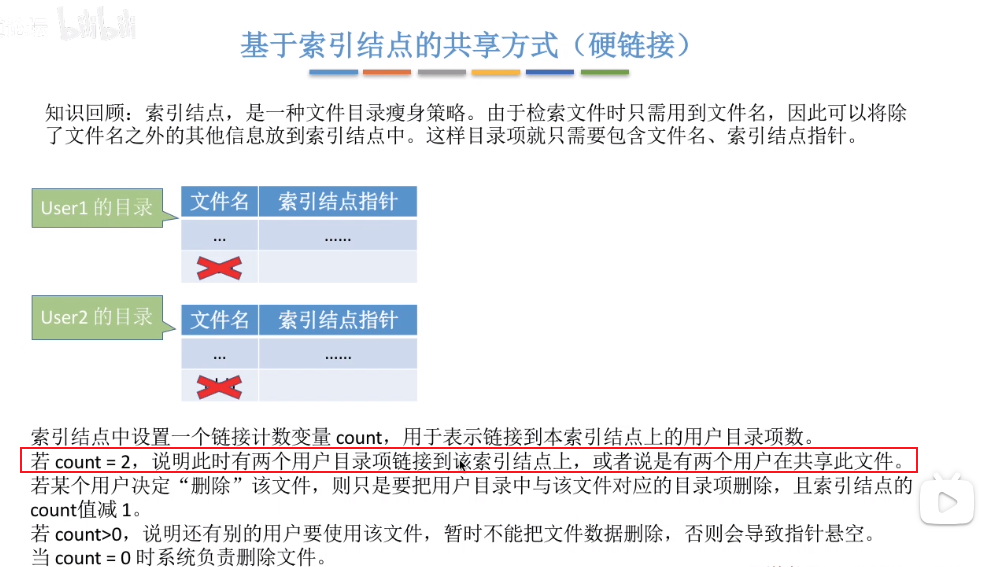 bilibili
基于索引结点的共享方式（硬链接）
知识回顾：索引结点，是一种文件目录瘦身策略。由于检索文件时只需用到文件名，因此可以将除
了文件名之外的其他信息放到索引结点中。这样目录项就只需要包含文件名、索引结点指针。
User1 的目录
文件名 索引结点指针
... ......
User2 的目录
文件名 索引结点指针
... ......
索引结点中设置一个链接计数变量 count，用于表示链接到本索引结点上的用户目录项数。
若 count = 2，说明此时有两个用户目录项链接到该索引结点上，或者说是有两个用户在共享此文件。
若某个用户决定“删除”该文件，则只是要把用户目录中与该文件对应的目录项删除，且索引结点的
count值减 1。
若 count>0，说明还有别的用户要使用该文件，暂时不能把文件数据删除，否则会导致指针悬空。
当 count = 0 时系统负责删除文件。